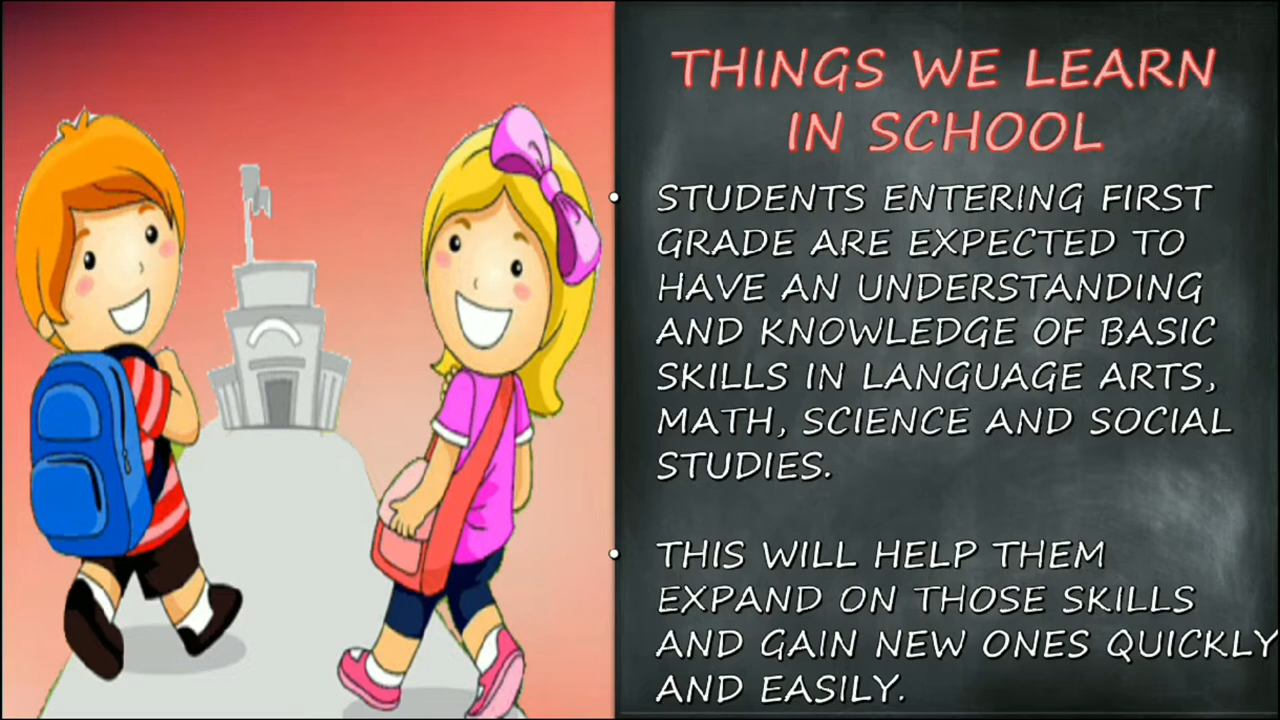 THINGS WE LEARN
IN SCHOOL
• STUDENTS ENTERING FIRST
GRADE ARE EXPECTED TO
HAVE AN UNDERSTANDING
AND KNOWLEDGE OF BASIC
SKILLS IN LANGUAGE ARTS,
MATH, SCIENCE AND SOCIAL
STUDIES.
• THIS WILL HELP THEM
EXPAND ON THOSE SKILLS
AND GAIN NEW ONES QUICKLY
AND EASILY.